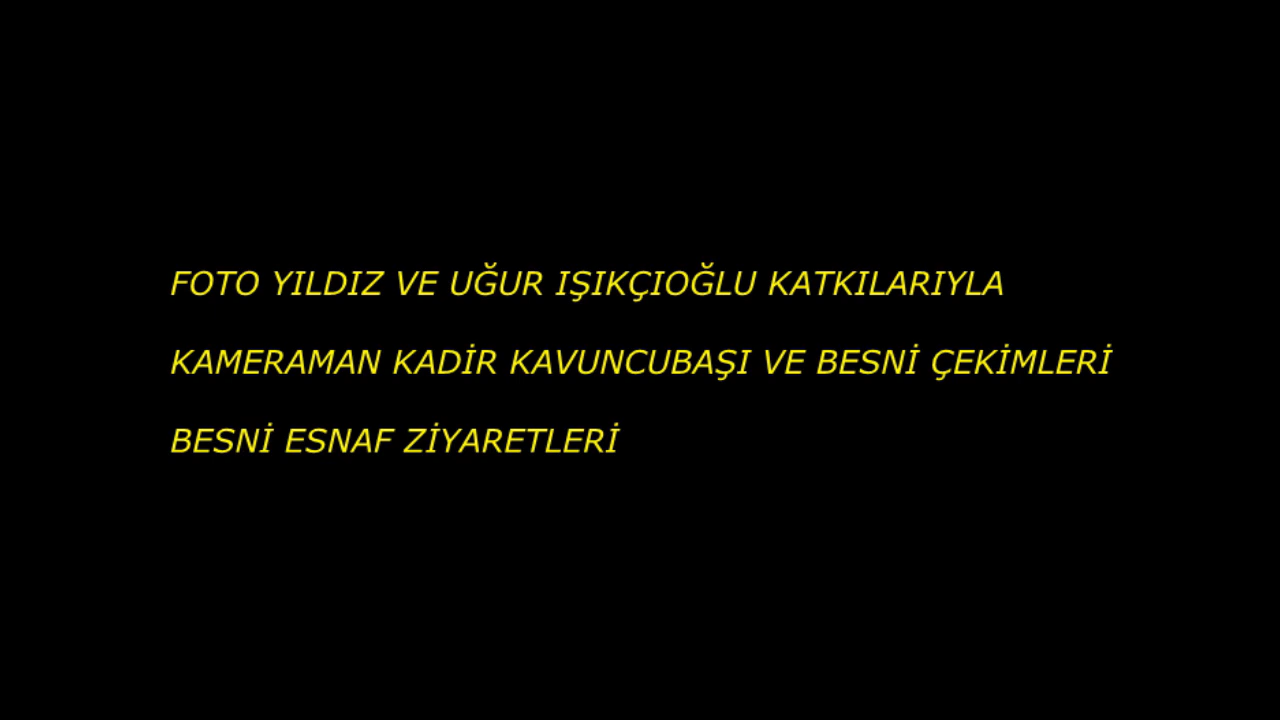 FOTO YILDIZ VE UĞUR IŞIKÇIOĞLU KATKILARIYLA
KAMERAMAN KADİR KAVUNCUBAŞI VE BESNİ ÇEKİMLERİ
BESNİ ESNAF ZİYARETLERİ